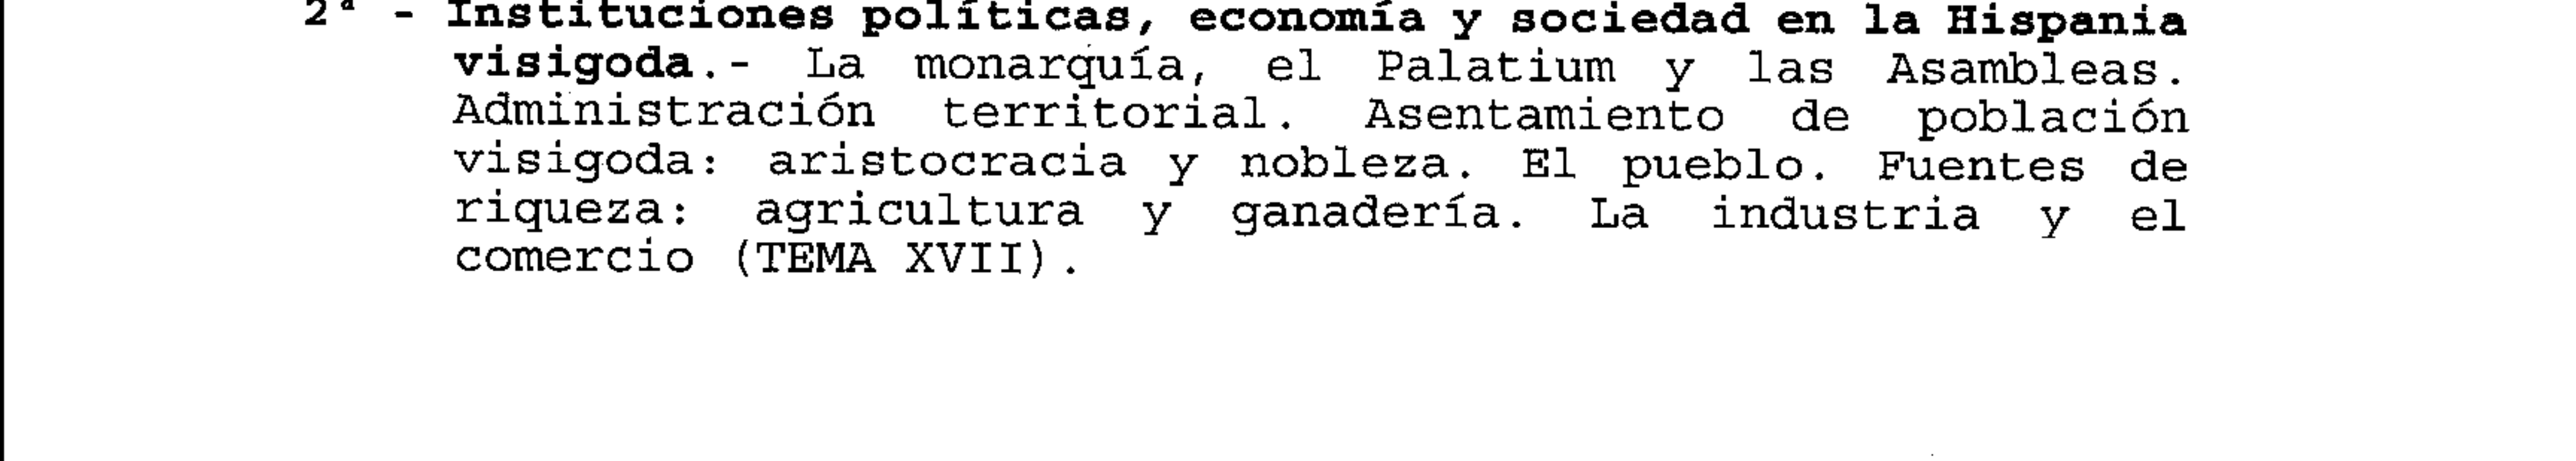 2ª - Instituciones políticas, economía y sociedad en la Hispania
visigoda.- La monarquía, el Palatium y las Asambleas.
Administración territorial. Asentamiento de población
visigoda: aristocracia y nobleza. El pueblo. Fuentes de
riqueza: agricultura y ganadería. La industria y el
comercio (TEMA XVII).